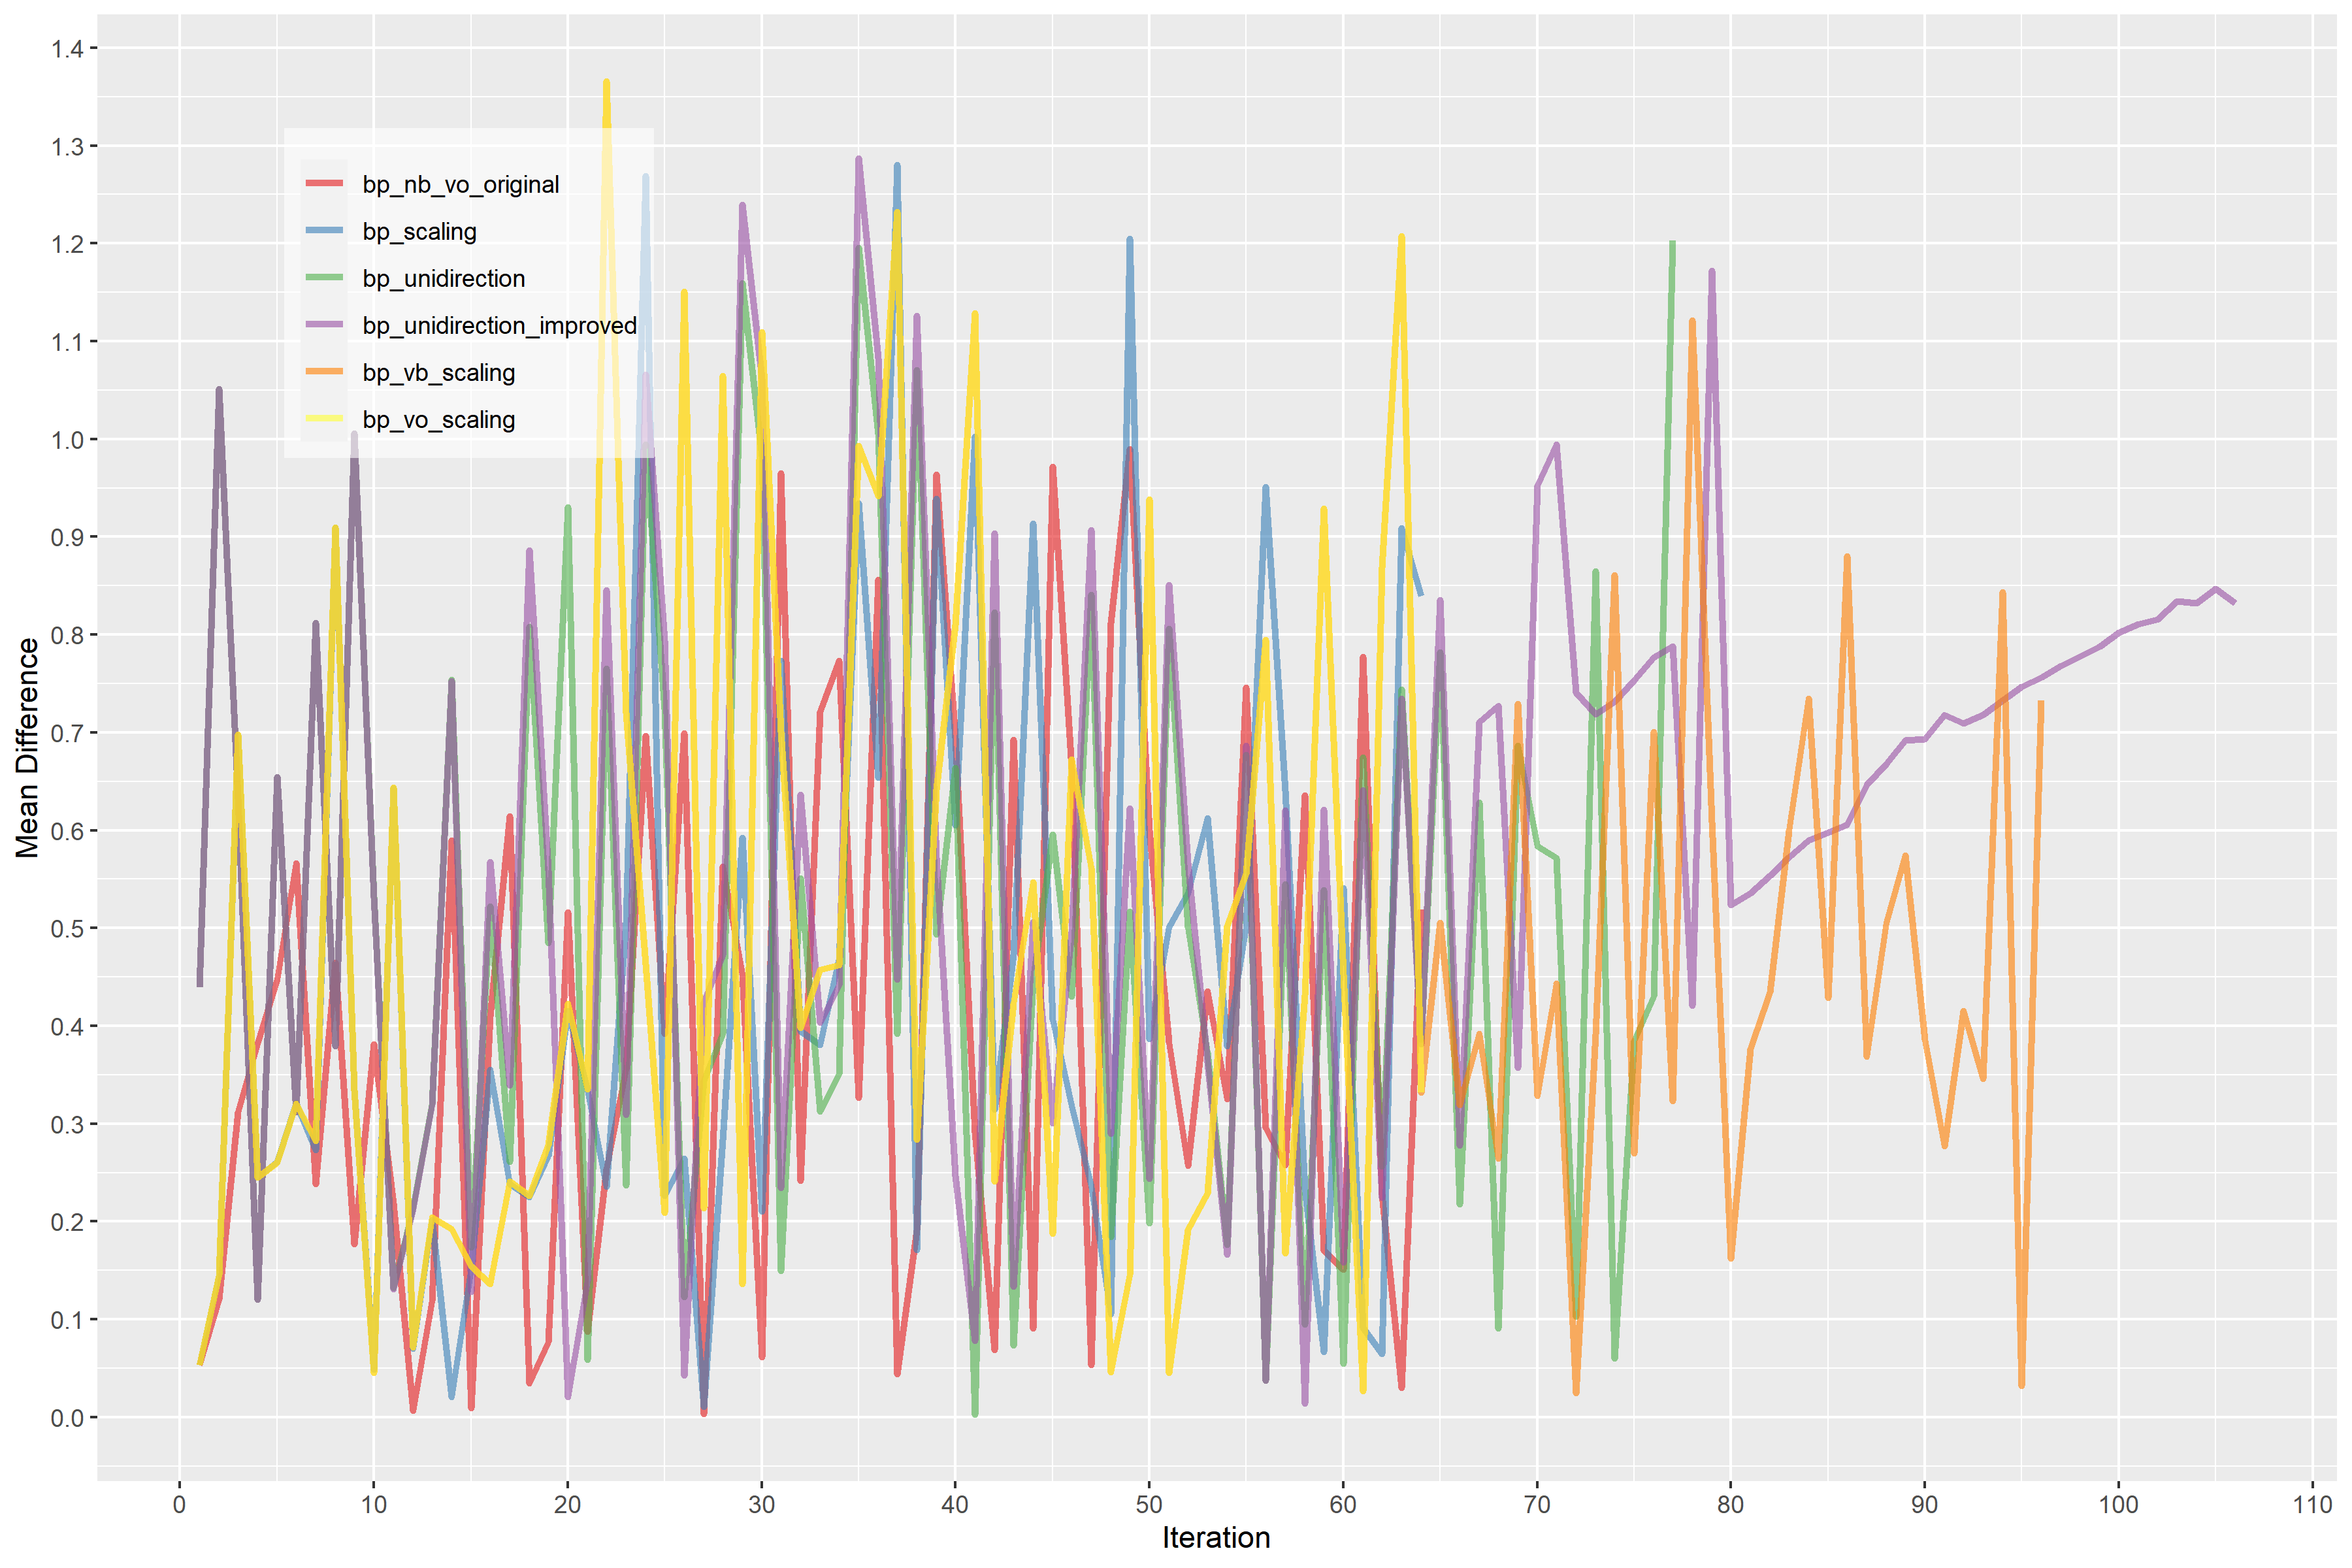 1.4
1.3
1.2
1.1
1.0
0.9
0.8
0.7
0.6
0.5
0.4
0.3
0.2
0.1
0.0
Mean Difference
bp_nb_vo_original
bp_scaling
bp_unidirection
bp_unidirection_improved
bp_vb_scaling
bp_vo_scaling
0 10 20 30 40 50 60 70 80 90 100 110
Iteration